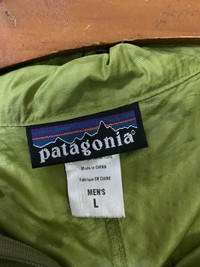 patagonia®
Made in CHINA
Fabriqué EN CHINE
MEN'S
L